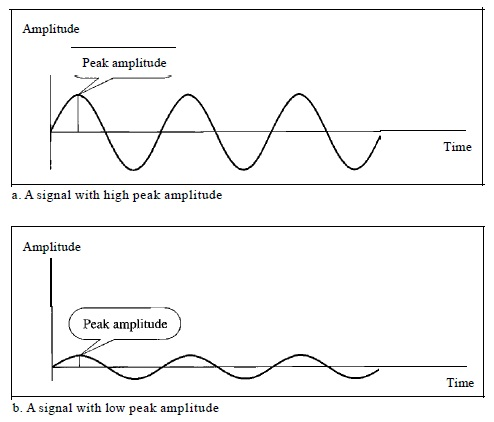 Amplitude
Peak amplitude
Time
a. A signal with high peak amplitude
Amplitude
Peak amplitude
Time
b. A signal with low peak amplitude